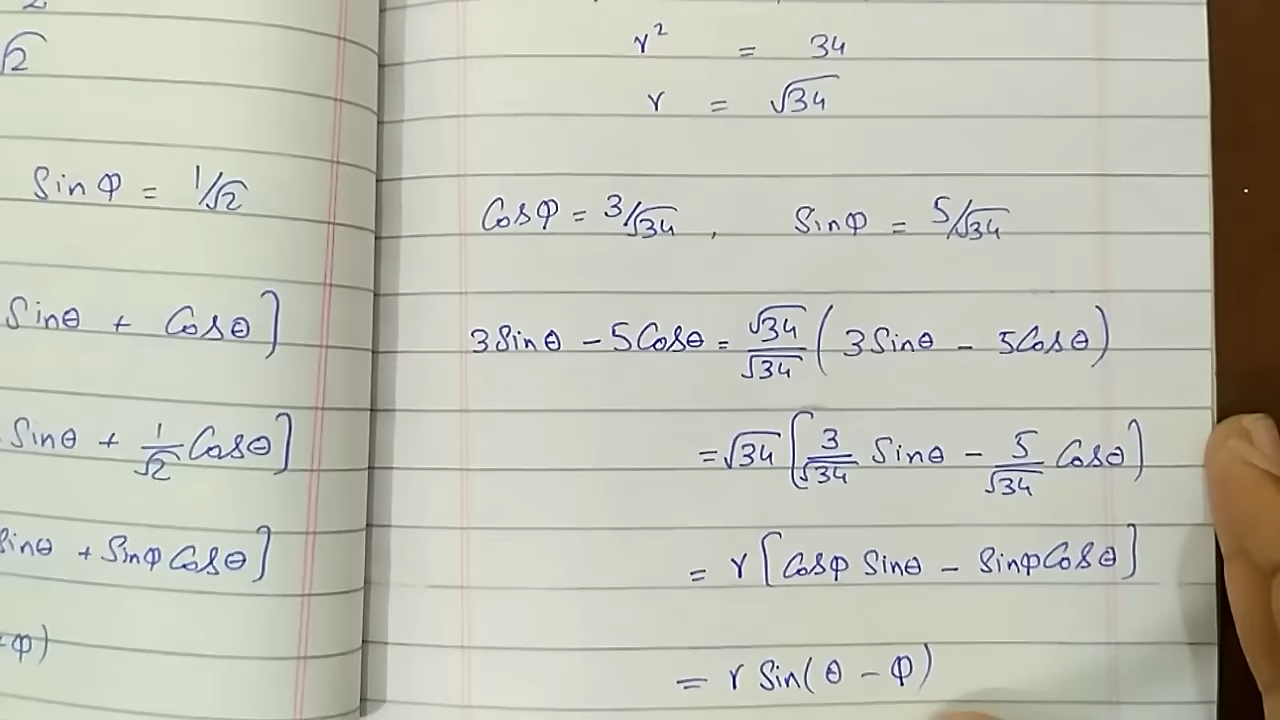 √2
Sin φ = 1/√2
Sinθ + Cosθ]
Sinθ + 1/√2 Cosθ]
Sinθ + Sinφ Cosθ]
φ)
r² = 34
r = √34
Cosφ = 3/√34 , Sinφ = 5/√34
3Sinθ - 5Cosθ = √34/√34 (3Sinθ - 5Cosθ)
= √34 [3/√34 Sinθ - 5/√34 Cosθ]
= r [Cosφ Sinθ - Sinφ Cosθ]
= r Sin(θ - φ)